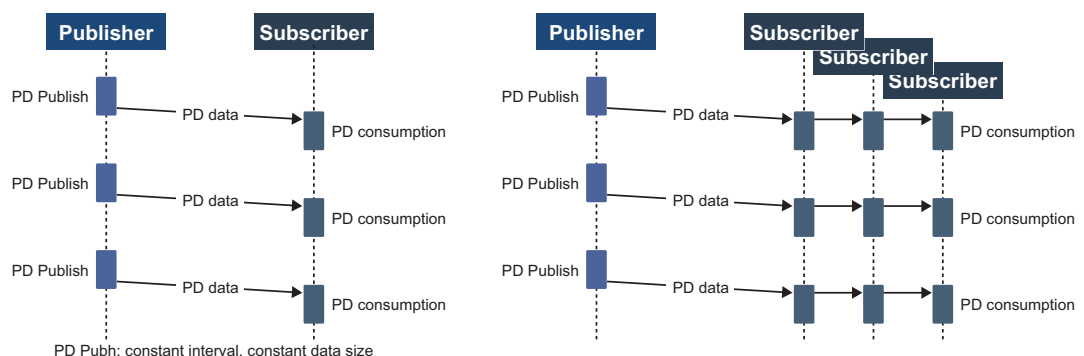 Publisher
Subscriber
PD Publish
PD data
PD consumption
PD Publish
PD data
PD consumption
PD Publish
PD data
PD consumption
PD Pubh: constant interval, constant data size
Publisher
Subscriber
Subscriber
Subscriber
PD Publish
PD data
PD consumption
PD Publish
PD data
PD consumption
PD Publish
PD data
PD consumption